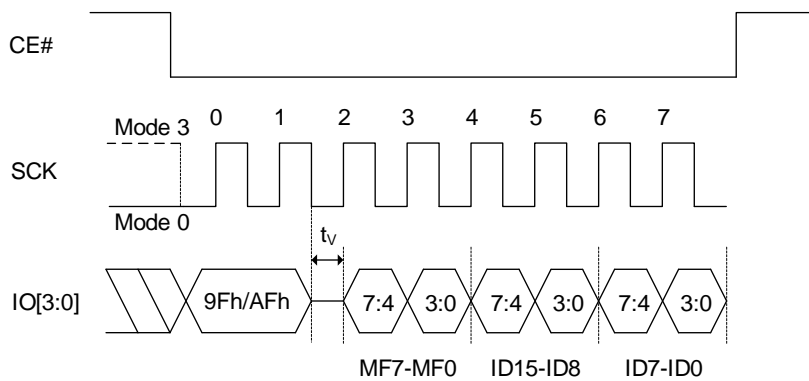 CE#
0 1 2 3 4 5 6 7
Mode 3
SCK
Mode 0
tV
IO[3:0]
9Fh/AFh 7:4 3:0 7:4 3:0 7:4 3:0
MF7-MF0 ID15-ID8 ID7-ID0